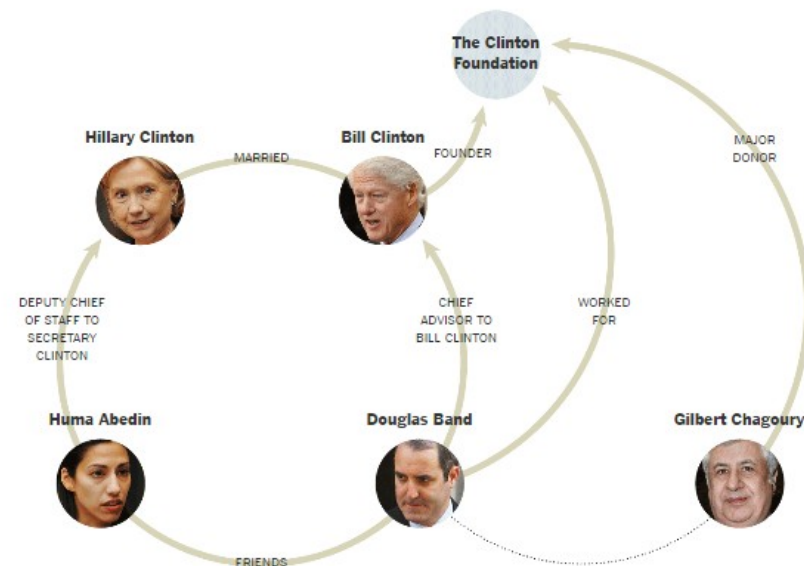 The Clinton
Foundation
Hillary Clinton
Bill Clinton
MARRIED
FOUNDER
MAJOR
DONOR
DEPUTY CHIEF
OF STAFF TO
SECRETARY
CLINTON
CHIEF
ADVISOR TO
BILL CLINTON
WORKED
FOR
Huma Abedin
Douglas Band
Gilbert Chagoury
FRIENDS